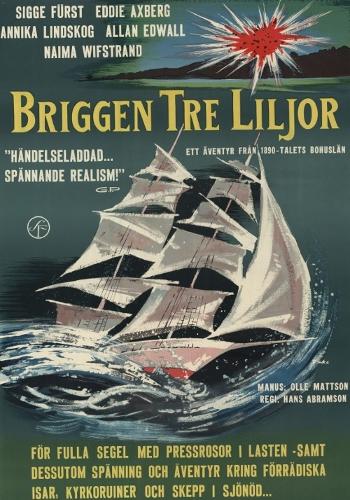 SIGGE FÜRST EDDIE AXBERG
ANNIKA LINDSKOG ALLAN EDWALL
NAIMA WIFSTRAND
BRIGGEN TRE LILJOR
"HÄNDELSELADDAD...
SPÄNNANDE REALISM!"
GP
ETT ÄVENTYR FRÅN 1890-TALETS BOHUSLÄN
SF
MANUS: OLLE MATTSON
REGI: HANS ABRAMSON
FÖR FULLA SEGEL MED PRESSROSOR I LASTEN -SAMT
DESSUTOM SPÄNNING OCH ÄVENTYR KRING FÖRRÄDISKA
ISAR, KYRKORUINER OCH SKEPP I SJÖNÖD...